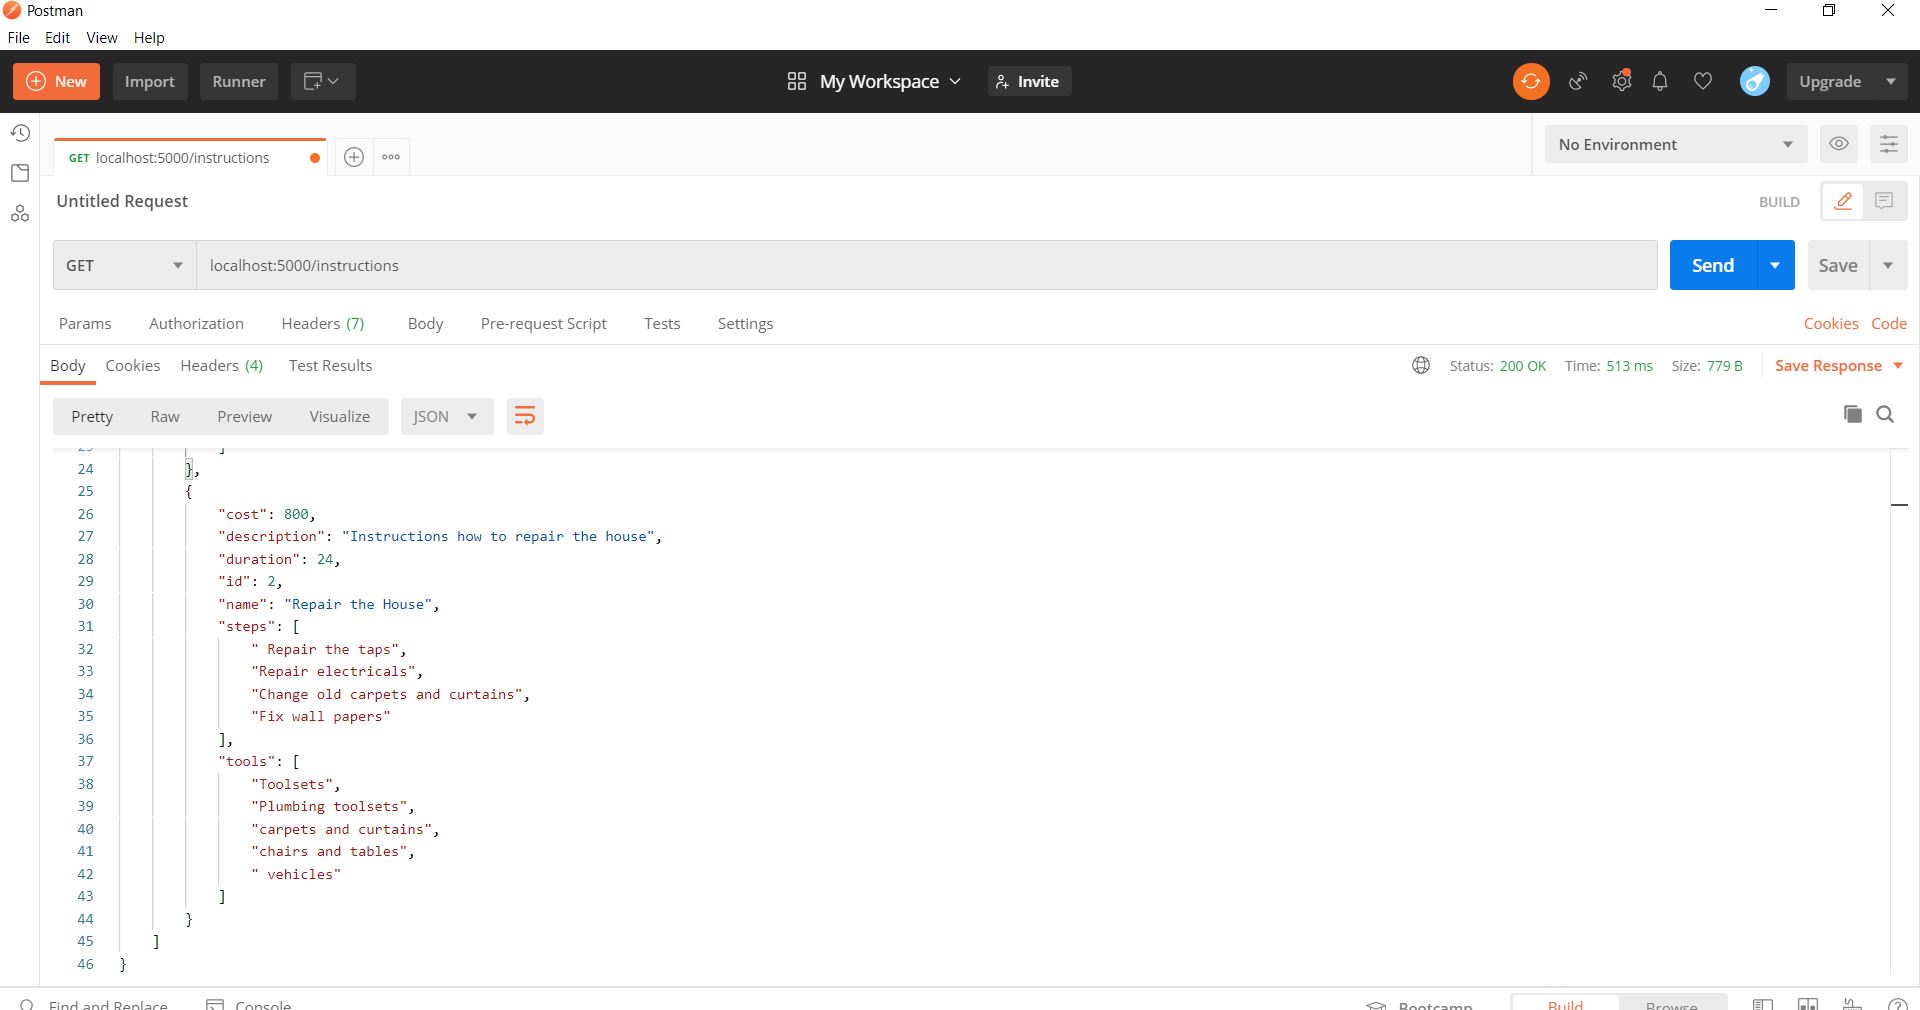 Postman
File Edit View Help
New Import Runner My Workspace Invite Upgrade
GET localhost:5000/instructions No Environment
Untitled Request BUILD
GET localhost:5000/instructions Send Save
Params Authorization Headers (7) Body Pre-request Script Tests Settings Cookies Code
Body Cookies Headers (4) Test Results Status: 200 OK Time: 513 ms Size: 779 B Save Response
Pretty Raw Preview Visualize JSON
23 ]
24 },
25 {
26 "cost": 800,
27 "description": "Instructions how to repair the house",
28 "duration": 24,
29 "id": 2,
30 "name": "Repair the House",
31 "steps": [
32 " Repair the taps",
33 "Repair electricals",
34 "Change old carpets and curtains",
35 "Fix wall papers"
36 ],
37 "tools": [
38 "Toolsets",
39 "Plumbing toolsets",
40 "carpets and curtains",
41 "chairs and tables",
42 " vehicles"
43 ]
44 }
45 ]
46 }
Find and Replace Console Bootcamp Build Browse